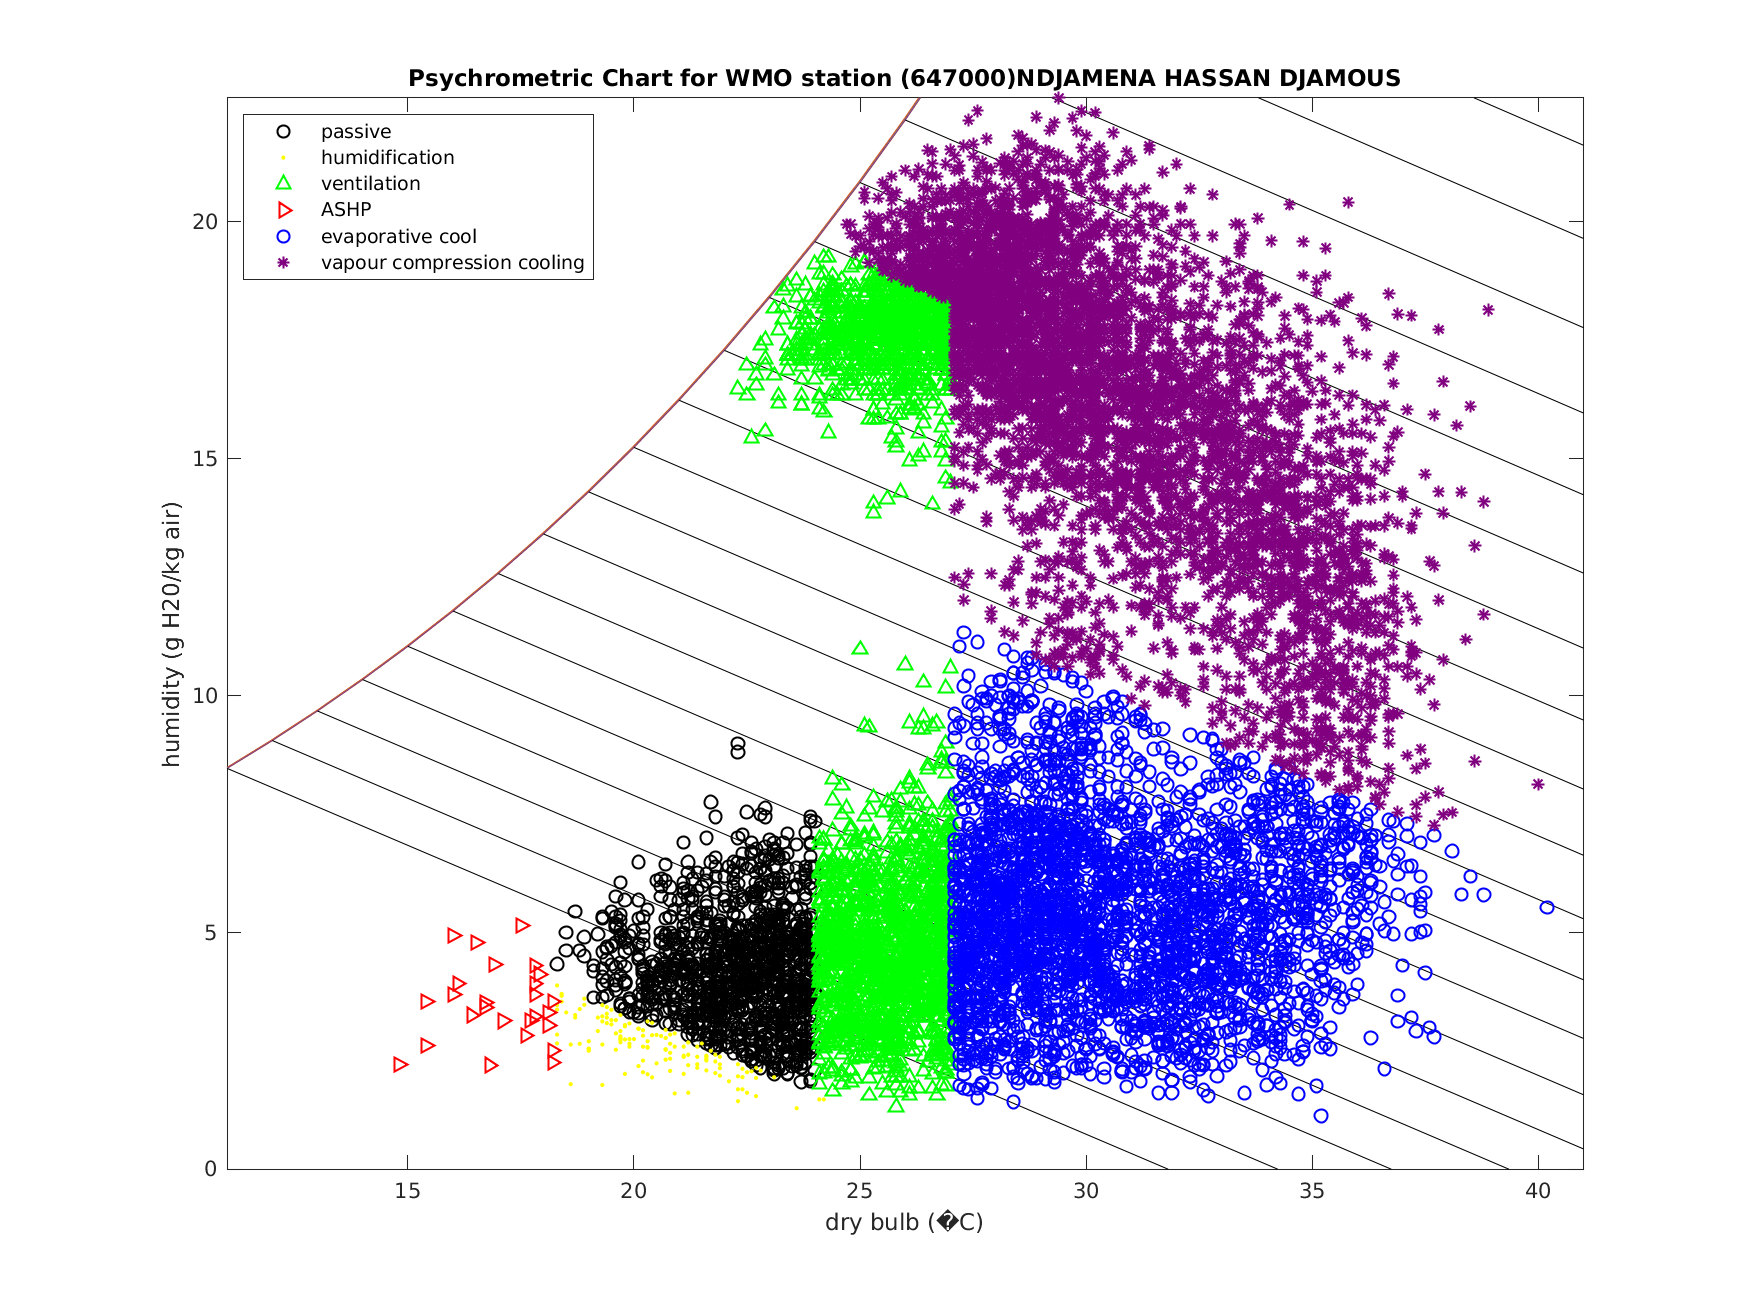 Psychrometric Chart for WMO station (647000)NDJAMENA HASSAN DJAMOUS
passive
humidification
ventilation
ASHP
evaporative cool
vapour compression cooling
humidity (g H20/kg air)
20
15
10
5
0
15
20
25
30
35
40
dry bulb (�C)